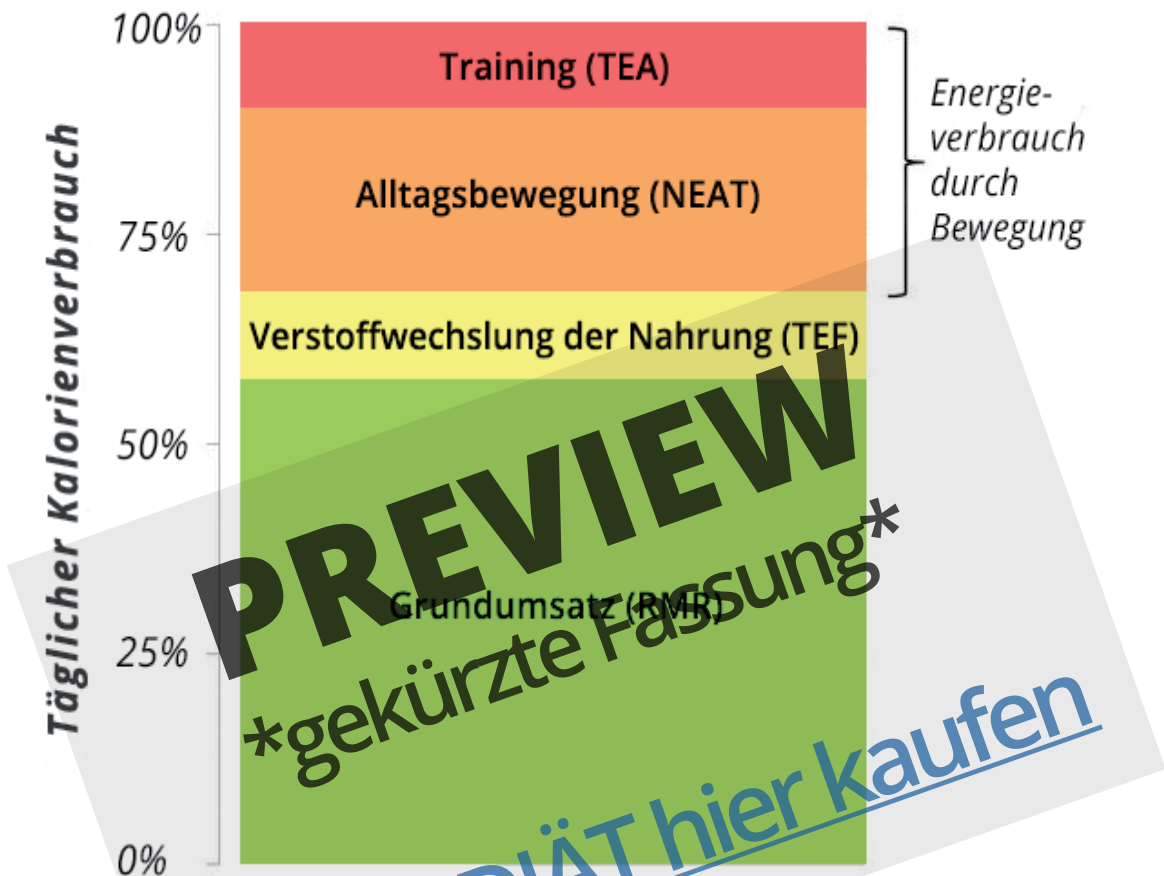 100%
Training (TEA)
Energie-
verbrauch
durch
Bewegung
Alltagsbewegung (NEAT)
75%
Verstoffwechslung der Nahrung (TEF)
Täglicher Kalorienverbrauch
50%
PREVIEW
Grundumsatz (RMR)
*gekürzte Fassung*
25%
DIÄT hier kaufen
0%